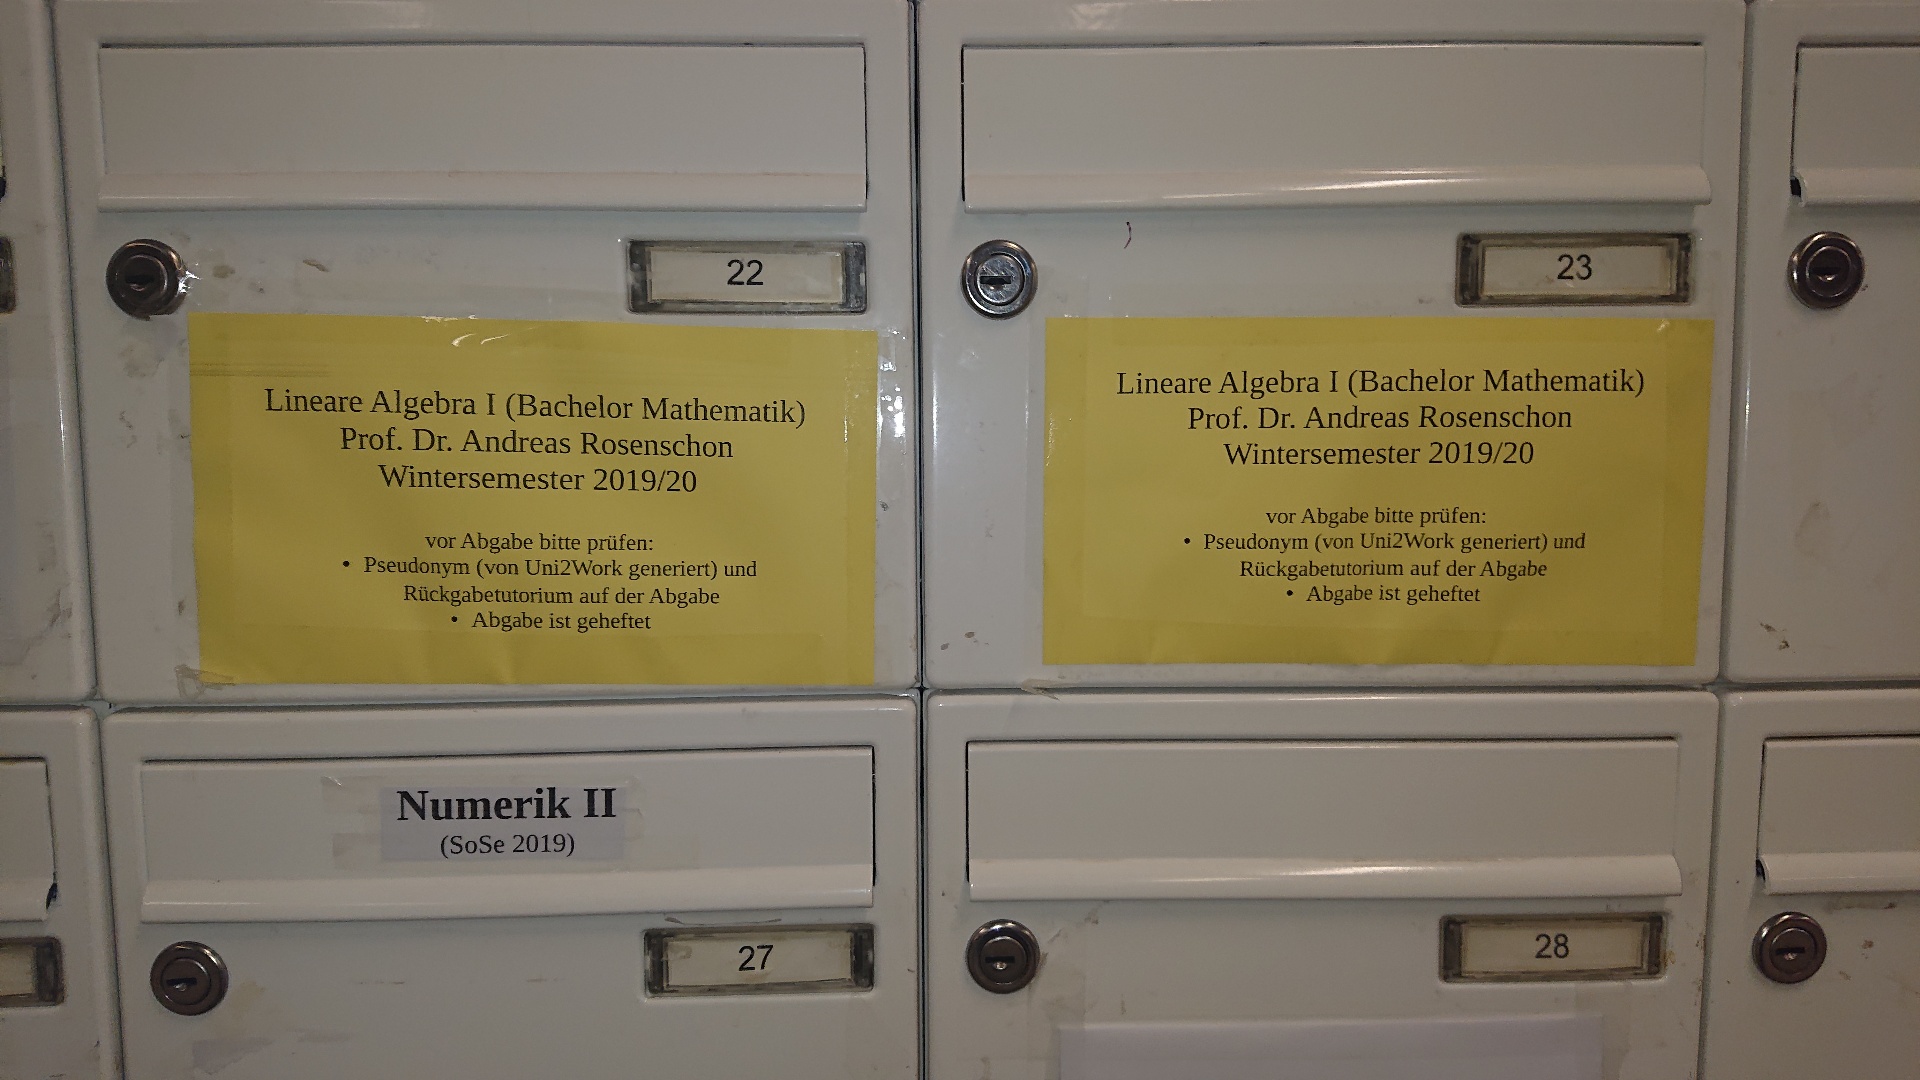 22
Lineare Algebra I (Bachelor Mathematik)
Prof. Dr. Andreas Rosenschon
Wintersemester 2019/20
vor Abgabe bitte prüfen:
• Pseudonym (von Uni2Work generiert) und
Rückgabetutorium auf der Abgabe
• Abgabe ist geheftet
23
Lineare Algebra I (Bachelor Mathematik)
Prof. Dr. Andreas Rosenschon
Wintersemester 2019/20
vor Abgabe bitte prüfen:
• Pseudonym (von Uni2Work generiert) und
Rückgabetutorium auf der Abgabe
• Abgabe ist geheftet
Numerik II
(SoSe 2019)
27
28